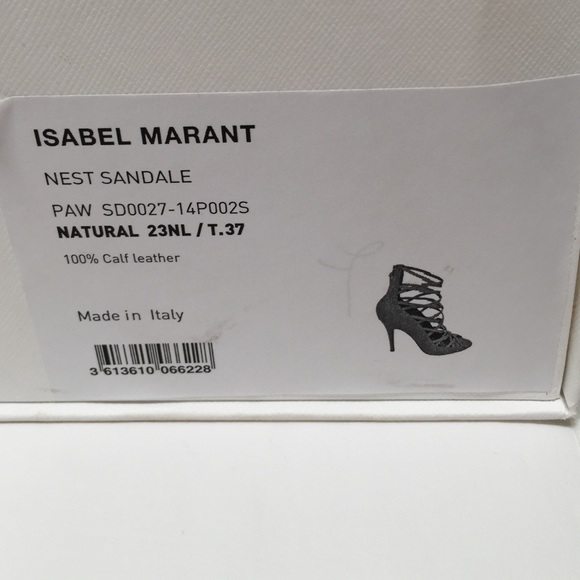 ISABEL MARANT
NEST SANDALE
PAW SD0027-14P002S
NATURAL 23NL / T.37
100% Calf leather
Made in Italy
3 613610 066228